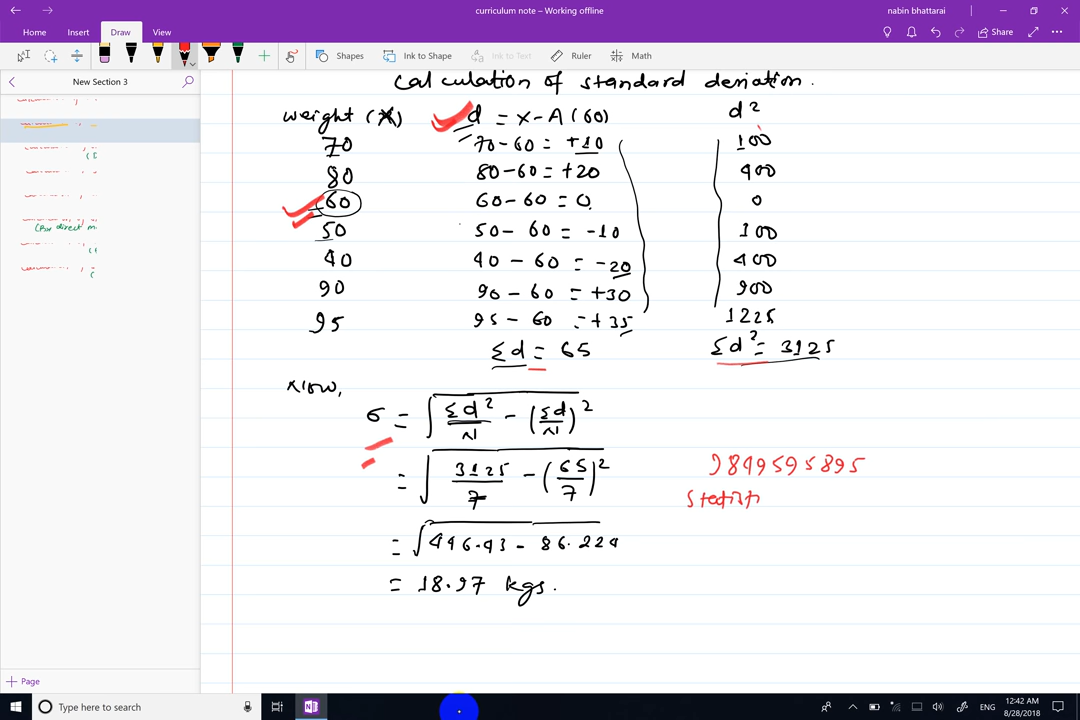 curriculum note – Working offline
nabin bhattarai
Home Insert Draw View
Share
Shapes Ink to Shape Ink to Text Ruler Math
New Section 3
(By direct m.
calculation of standard deviation.
weight (X) d = x - A (60) d²
70 70 - 60 = +10 100
80 80 - 60 = +20 400
60 60 - 60 = 0 0
50 50 - 60 = -10 100
40 40 - 60 = -20 400
90 90 - 60 = +30 900
95 95 - 60 = +35 1225
Σd = 65 Σd² = 3125
Now,
σ = √ Σd²/N - (Σd/N)²
= √ 3125/7 - (65/7)²
9849595895
= √ 446.43 - 86.224
= 18.97 kgs.
+ Page
Type here to search
ENG
12:42 AM
8/28/2018